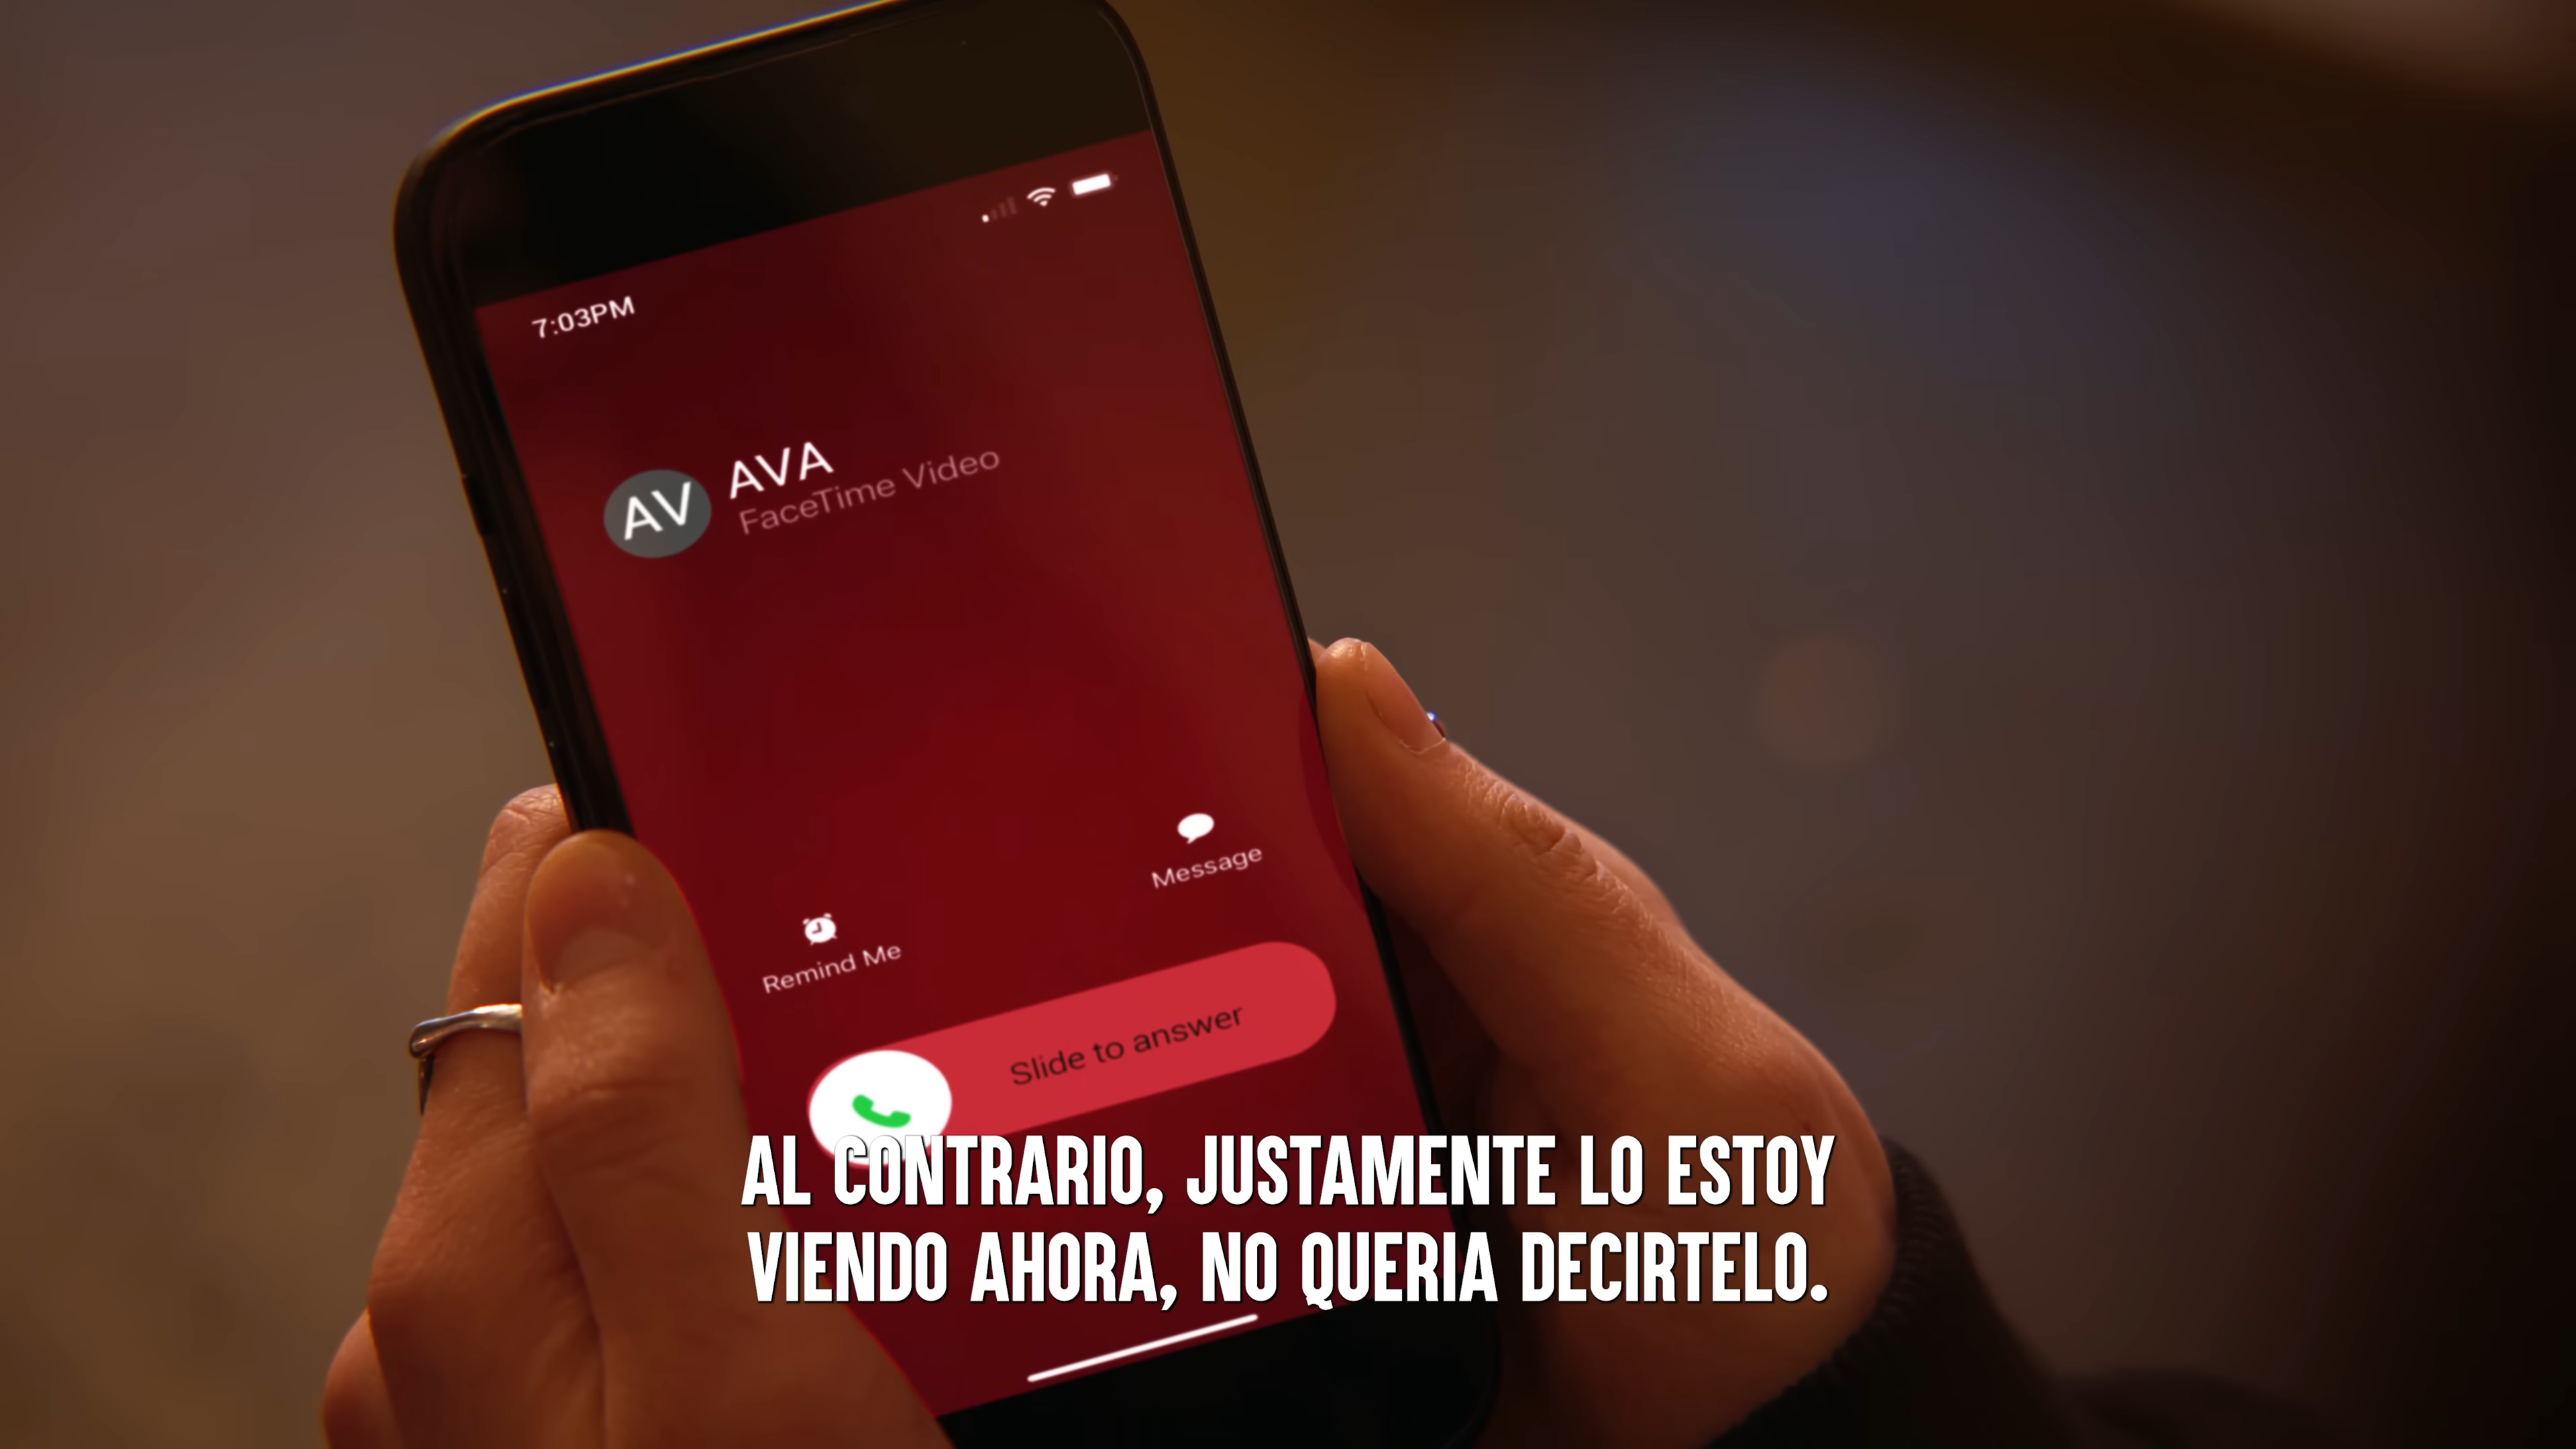 7:03PM
AV
AVA
FaceTime Video
Message
Remind Me
Slide to answer
AL CONTRARIO, JUSTAMENTE LO ESTOY
VIENDO AHORA, NO QUERIA DECIRTELO.